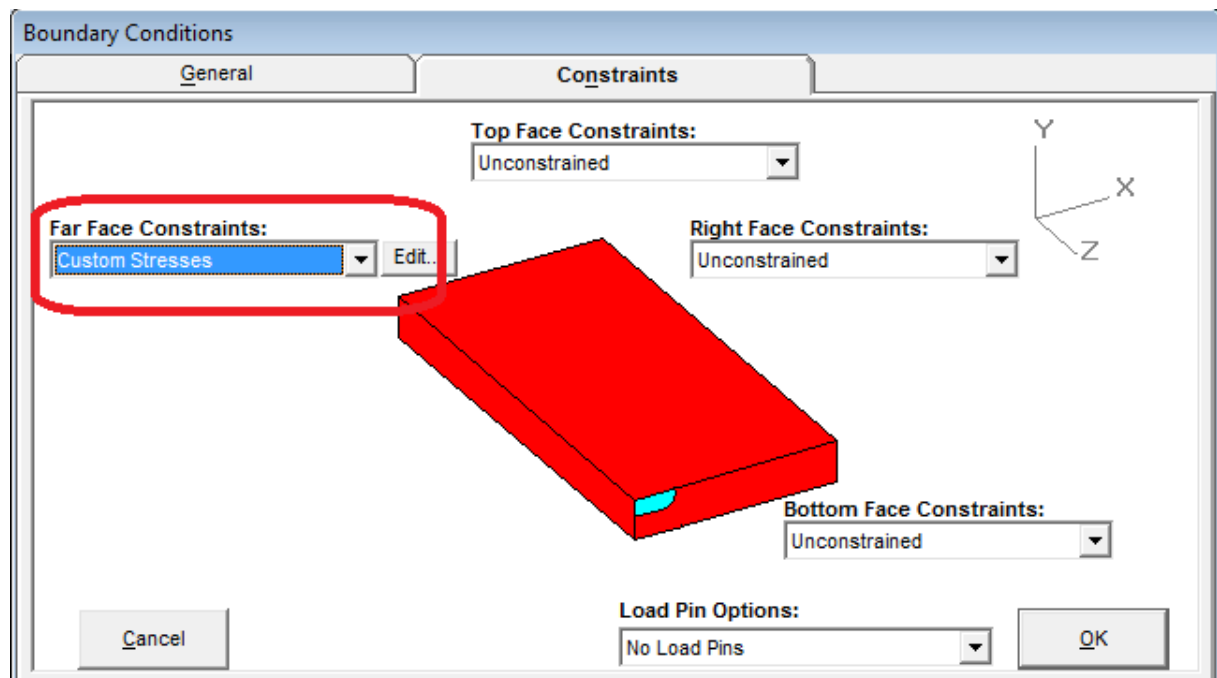 Boundary Conditions
General
Constraints
Top Face Constraints:
Unconstrained
Y
X
Z
Far Face Constraints:
Custom Stresses
Edit...
Right Face Constraints:
Unconstrained
Bottom Face Constraints:
Unconstrained
Load Pin Options:
No Load Pins
Cancel
OK